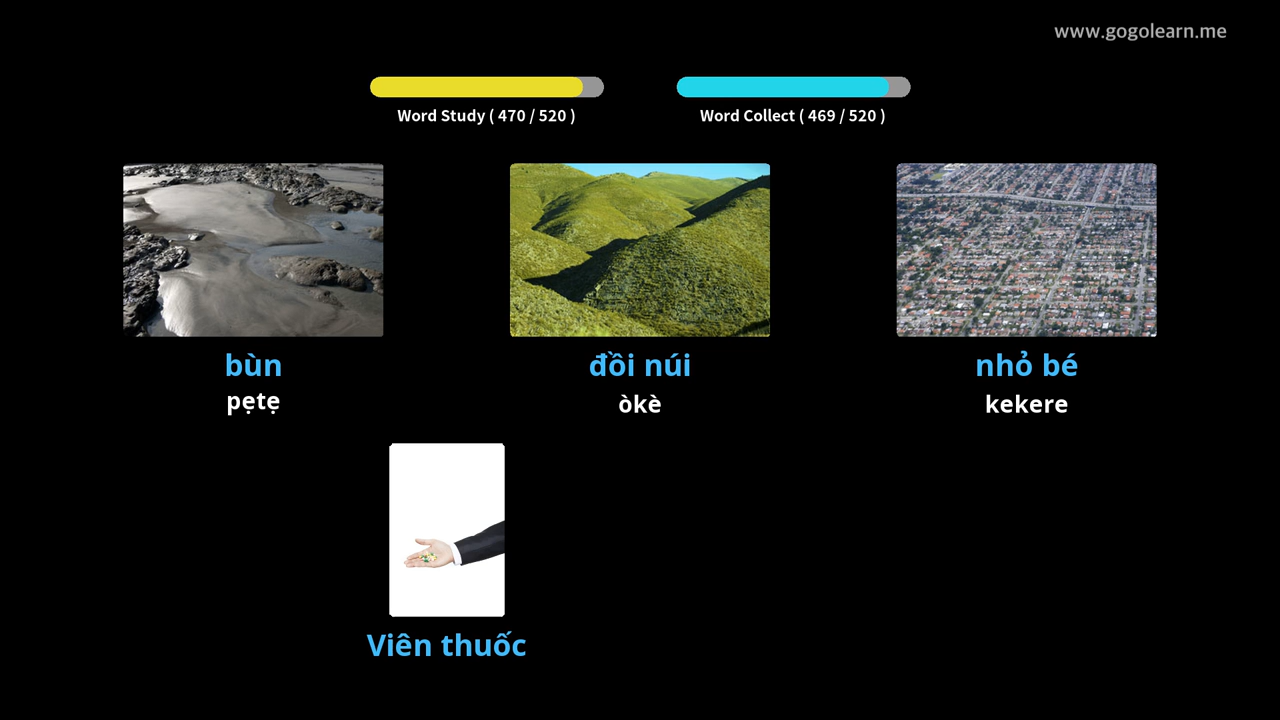 www.gogolearn.me
Word Study ( 470 / 520 )
Word Collect ( 469 / 520 )
bùn
pẹtẹ
đồi núi
òkè
nhỏ bé
kekere
Viên thuốc